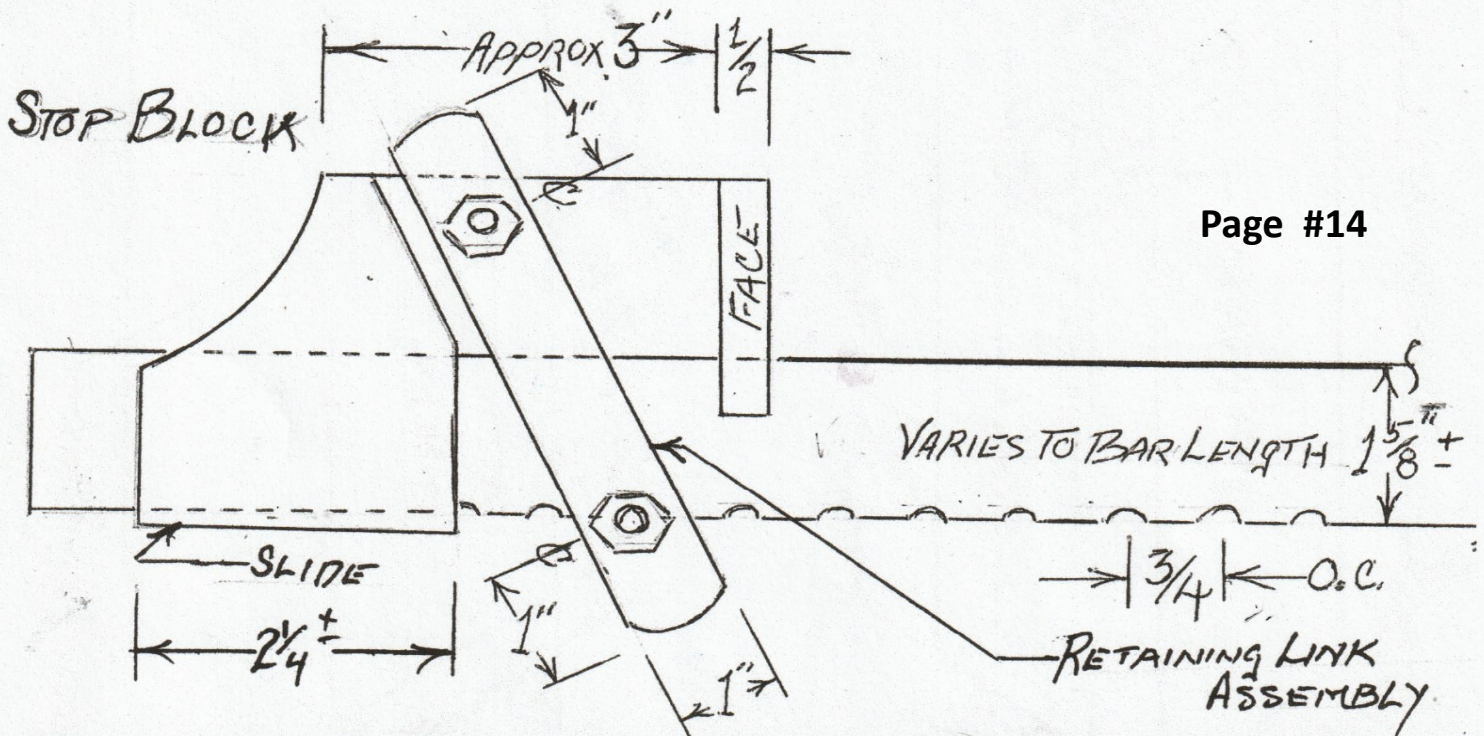 APPROX. 3"
1/2
STOP BLOCK
1"
Page #14
FACE
VARIES TO BAR LENGTH 1 5/8" ±
SLIDE
3/4 O.C.
2 1/4 ±
1"
1"
RETAINING LINK
ASSEMBLY